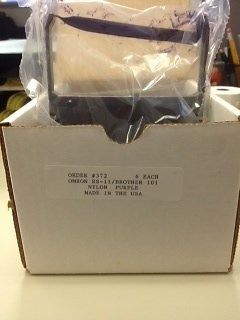 ORDER #372 6 EACH
OMRON RS-11/BROTHER 101
NYLON PURPLE
MADE IN THE USA